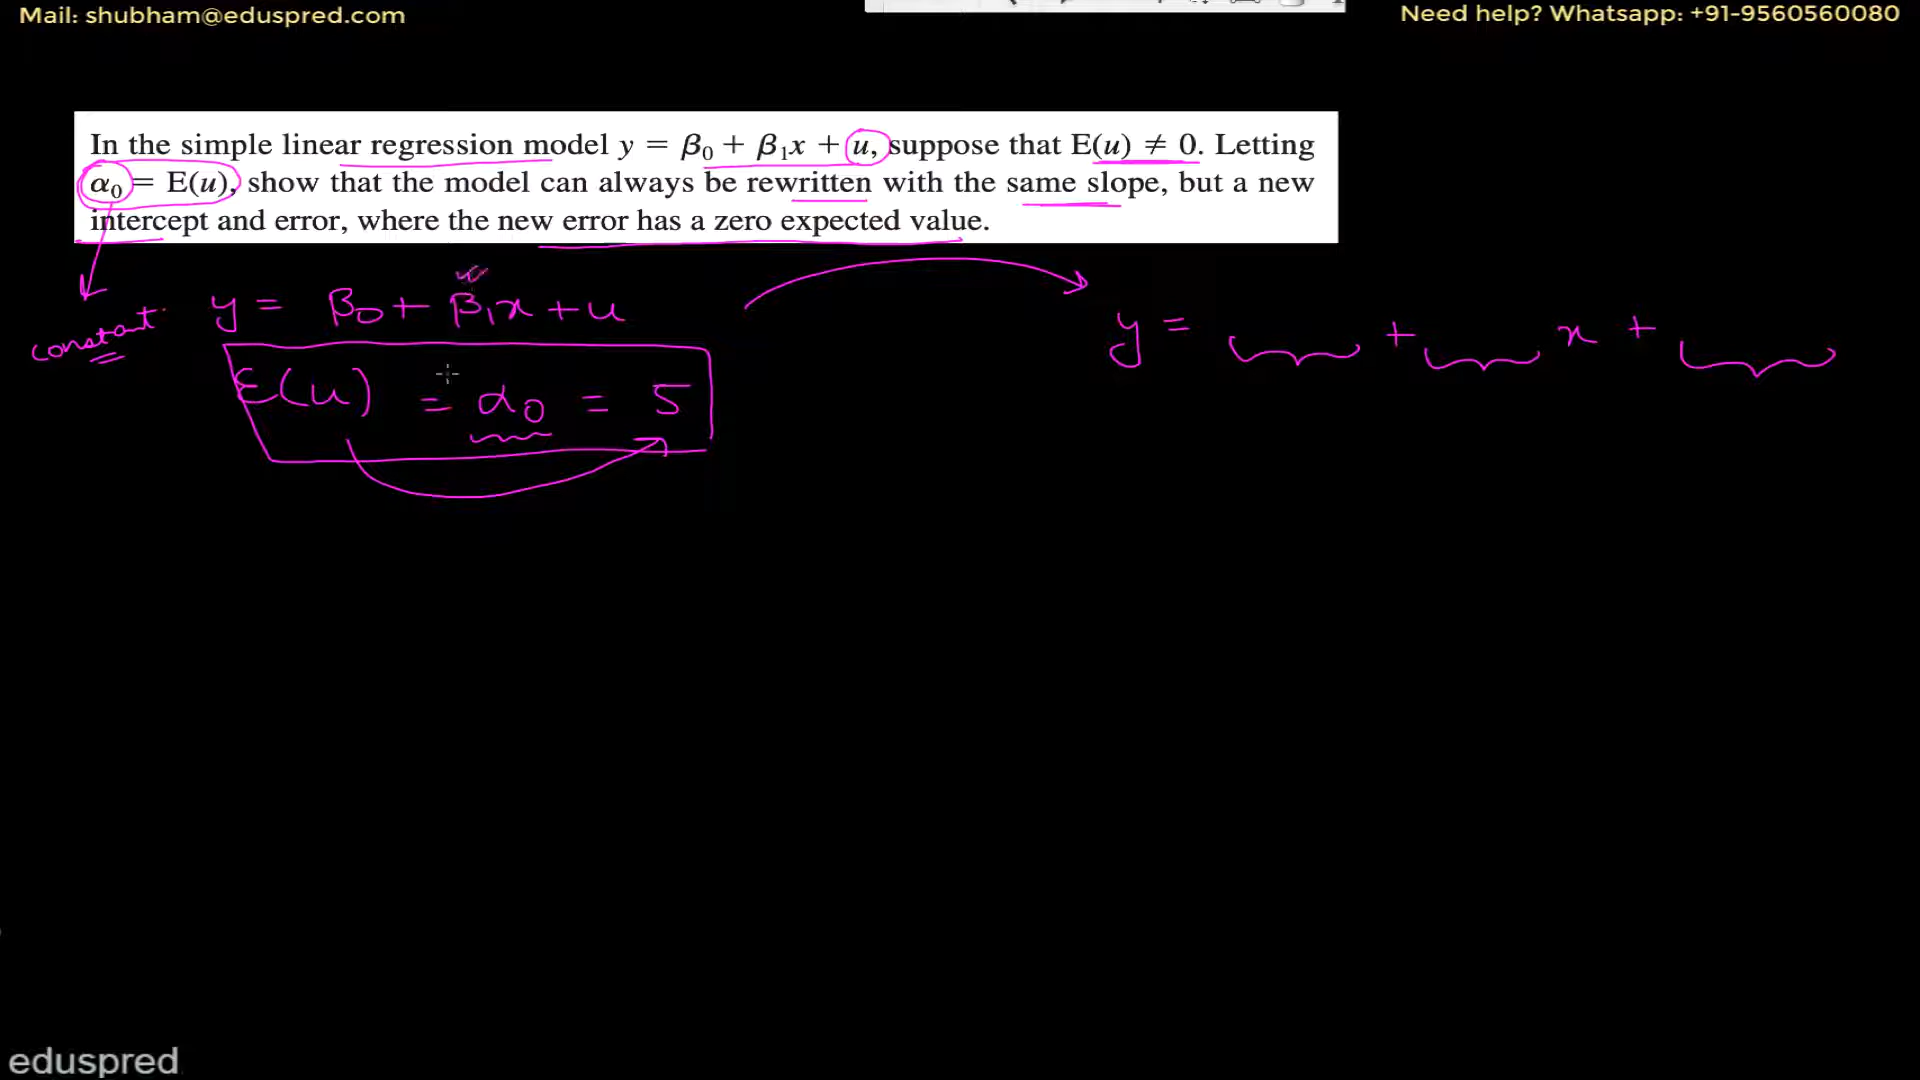 Mail: shubham@eduspred.com
Need help? Whatsapp: +91-9560560080
In the simple linear regression model y = β₀ + β₁x + u, suppose that E(u) ≠ 0. Letting
α₀ = E(u), show that the model can always be rewritten with the same slope, but a new
intercept and error, where the new error has a zero expected value.
constant.
y = β₀ + β₁x + u
E(u) = α₀ = 5
y = + x +
eduspred